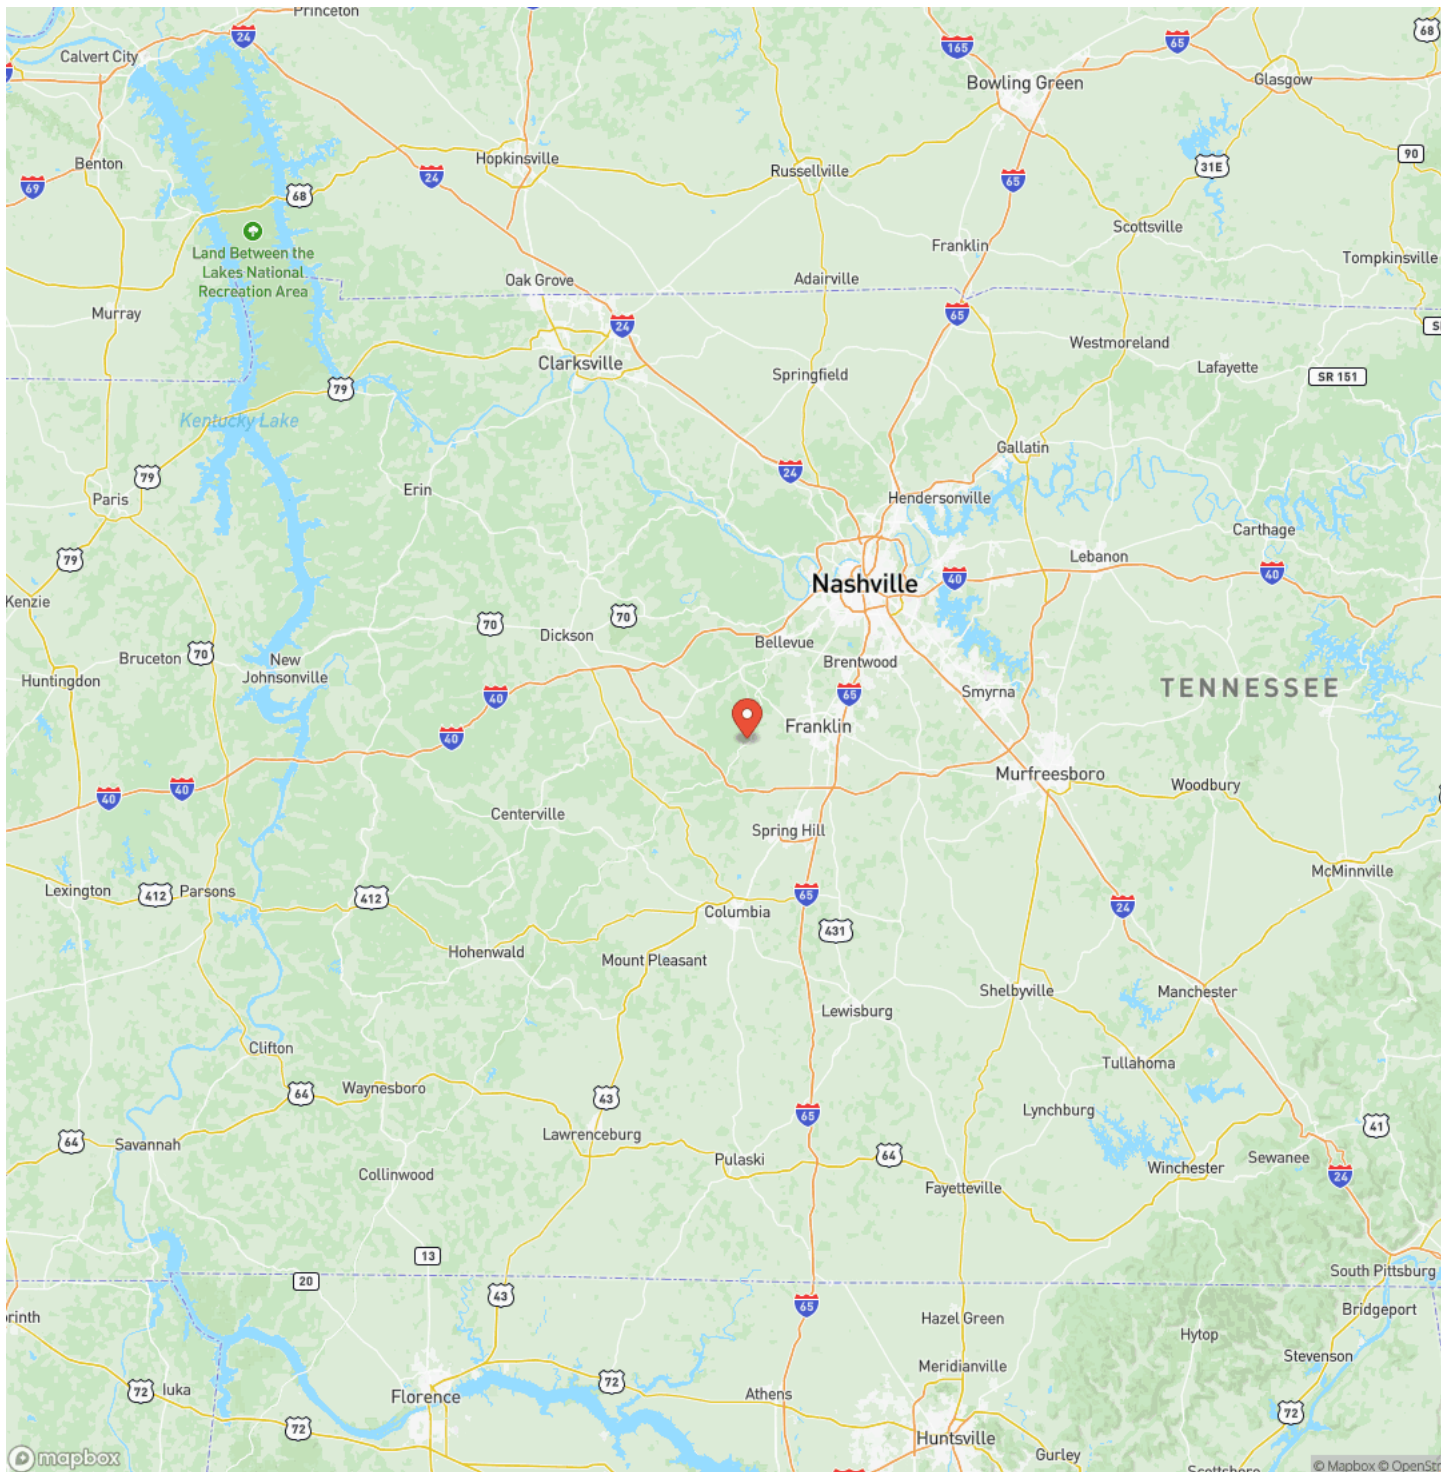 Princeton
24
Calvert City
165
65
68
Bowling Green
Glasgow
Hopkinsville
Benton
24
69
68
Russellville
65
31E
90
Land Between the
Lakes National
Recreation Area
Scottsville
Franklin
Tompkinsville
Oak Grove
Adairville
Murray
24
65
Westmoreland
Clarksville
Springfield
Lafayette
SR 151
79
Kentucky Lake
Gallatin
79
24
Erin
Paris
Hendersonville
Carthage
79
Lebanon
40
40
Nashville
Kenzie
70
70
Dickson
Bellevue
70
Bruceton
New
Johnsonville
Brentwood
Huntingdon
40
65
Smyrna
TENNESSEE
Franklin
40
Murfreesboro
40
40
Woodbury
Centerville
Spring Hill
McMinnville
Lexington
412
Parsons
412
65
24
Columbia
431
Hohenwald
Mount Pleasant
Shelbyville
Manchester
Lewisburg
Clifton
Tullahoma
Waynesboro
64
43
65
Lynchburg
41
64
Savannah
Lawrenceburg
Pulaski
64
Winchester
Sewanee
24
Collinwood
Fayetteville
13
20
South Pittsburg
43
65
Bridgeport
orinth
Hazel Green
Hytop
Stevenson
Meridianville
72
72
Iuka
Florence
Athens
72
72
Huntsville
Gurley
mapbox
© Mapbox © OpenStr